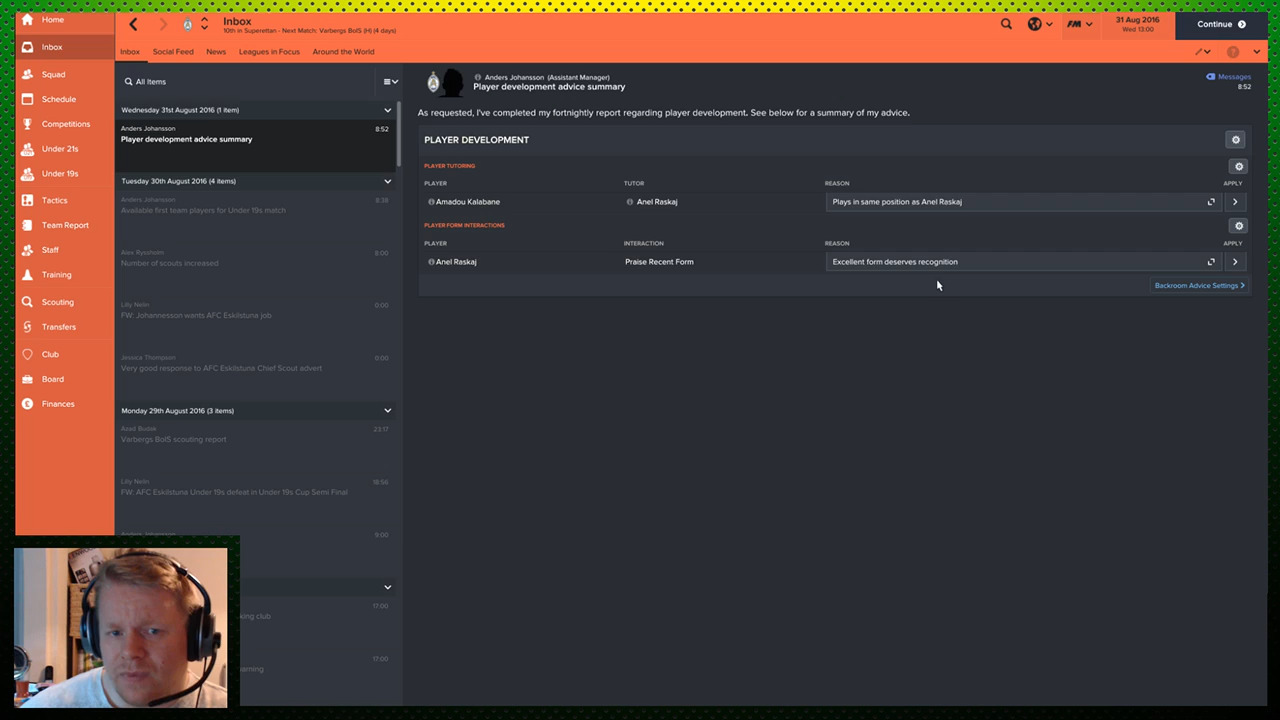 Home
Inbox
Squad
Schedule
Competitions
Under 21s
Under 19s
Tactics
Team Report
Staff
Training
Scouting
Transfers
Club
Board
Finances
Inbox
10th in Superettan - Next Match: Varbergs BoIS (H) (4 days)
FM
31 Aug 2016
Wed 13:00
Continue
Inbox
Social Feed
News
Leagues in Focus
Around the World
All Items
Wednesday 31st August 2016 (1 item)
Anders Johansson 8:52
Player development advice summary
Tuesday 30th August 2016 (4 items)
Anders Johansson 8:38
Available first team players for Under 19s match
Alex Ryssholm 8:00
Number of scouts increased
Lilly Nelin 0:00
FW: Johannesson wants AFC Eskilstuna job
Jessica Thompson 0:00
Very good response to AFC Eskilstuna Chief Scout advert
Monday 29th August 2016 (3 items)
Azad Budak 23:17
Varbergs BoIS scouting report
Lilly Nelin 18:56
FW: AFC Eskilstuna Under 19s defeat in Under 19s Cup Semi Final
9:00
17:00
king club
17:00
Anders Johansson (Assistant Manager)
Player development advice summary
Messages
8:52
As requested, I've completed my fortnightly report regarding player development. See below for a summary of my advice.
PLAYER DEVELOPMENT
PLAYER TUTORING
PLAYER TUTOR REASON APPLY
Amadou Kalabane Anel Raskaj Plays in same position as Anel Raskaj
PLAYER FORM INTERACTIONS
PLAYER INTERACTION REASON APPLY
Anel Raskaj Praise Recent Form Excellent form deserves recognition
Backroom Advice Settings